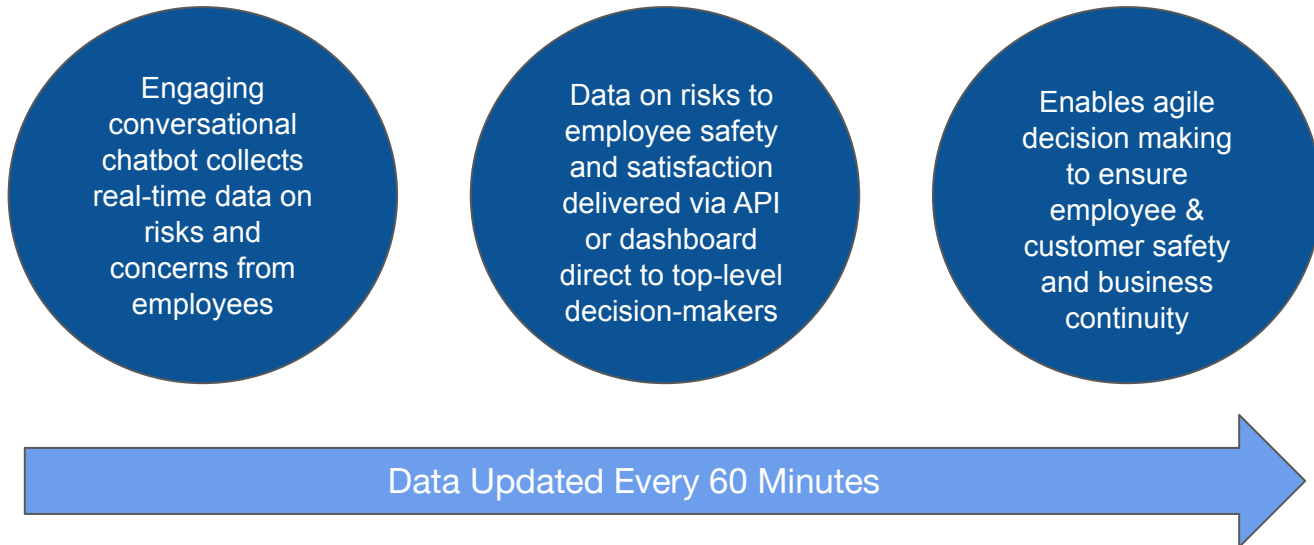 Engaging
conversational
chatbot collects
real-time data on
risks and
concerns from
employees
Data on risks to
employee safety
and satisfaction
delivered via API
or dashboard
direct to top-level
decision-makers
Enables agile
decision making
to ensure
employee &
customer safety
and business
continuity
Data Updated Every 60 Minutes